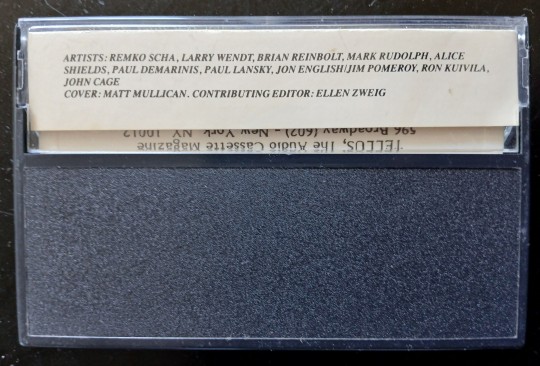 ARTISTS: REMKO SCHA, LARRY WENDT, BRIAN REINBOLT, MARK RUDOLPH, ALICE
SHIELDS, PAUL DEMARINIS, PAUL LANSKY, JON ENGLISH/JIM POMEROY, RON KUIVILA,
JOHN CAGE
COVER: MATT MULLICAN. CONTRIBUTING EDITOR: ELLEN ZWEIG
TELLUS, The Audio Cassette Magazine
596 Broadway (602) - New York NY 10012